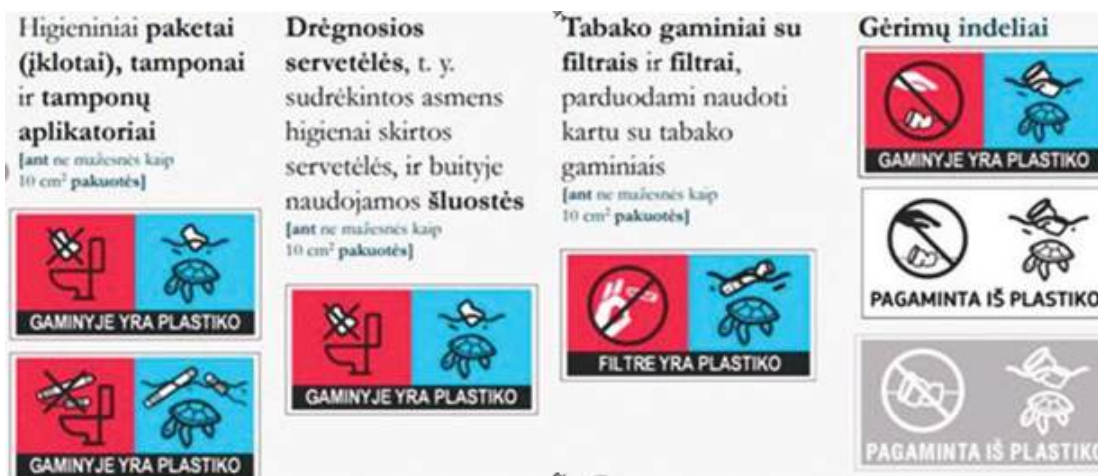 Higieniniai paketai
(įklotai), tamponai
ir tamponų
aplikatoriai
[ant ne mažesnės kaip
10 cm² pakuotės]
GAMINYJE YRA PLASTIKO
GAMINYJE YRA PLASTIKO
Drėgnosios
servetėlės, t. y.
sudrėkintos asmens
higienai skirtos
servetėlės, ir buityje
naudojamos šluostės
[ant ne mažesnės kaip
10 cm² pakuotės]
GAMINYJE YRA PLASTIKO
Tabako gaminiai su
filtrais ir filtrai,
parduodami naudoti
kartu su tabako
gaminiais
[ant ne mažesnės kaip
10 cm² pakuotės]
FILTRE YRA PLASTIKO
Gėrimų indeliai
GAMINYJE YRA PLASTIKO
PAGAMINTA IŠ PLASTIKO
PAGAMINTA IŠ PLASTIKO